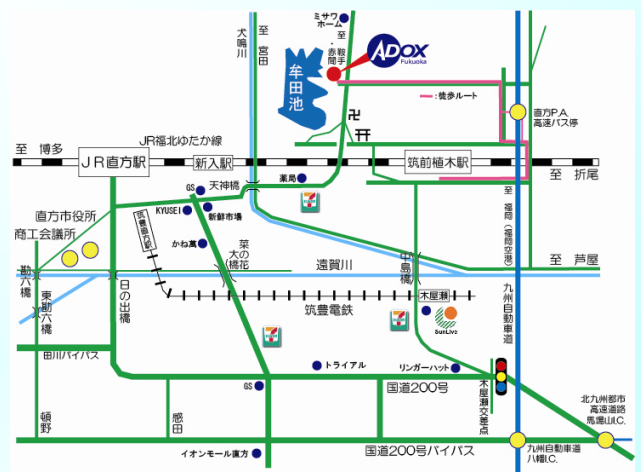 ミサワ
ホーム
犬鳴川
至 宮田
至 鞍手・赤間
ADOX
Fukuoka
牟田池
:徒歩ルート
直方P.A.
高速バス停
JR福北ゆたか線
至 博多
JR直方駅
新入駅
筑前植木駅
至 折尾
薬局
天神橋
GS
KYUSEI
新鮮市場
直方市役所
商工会議所
筑豊直方駅
かね萬
菜の花大橋
中島橋
遠賀川
至 福岡(福岡空港)
至 芦屋
勘六橋
東勘六橋
日の出橋
筑豊電鉄
木屋瀬
SunLive
九州自動車道
田川バイパス
トライアル
リンガーハット
GS
国道200号
木屋瀬交差点
北九州都市
高速道路
馬場山I.C.
頓野
感田
イオンモール直方
国道200号バイパス
九州自動車道
八幡I.C.